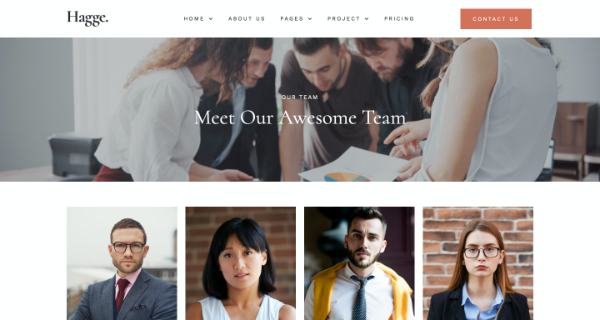 Hagge.
HOME ABOUT US PAGES PROJECT PRICING
CONTACT US
OUR TEAM
Meet Our Awesome Team